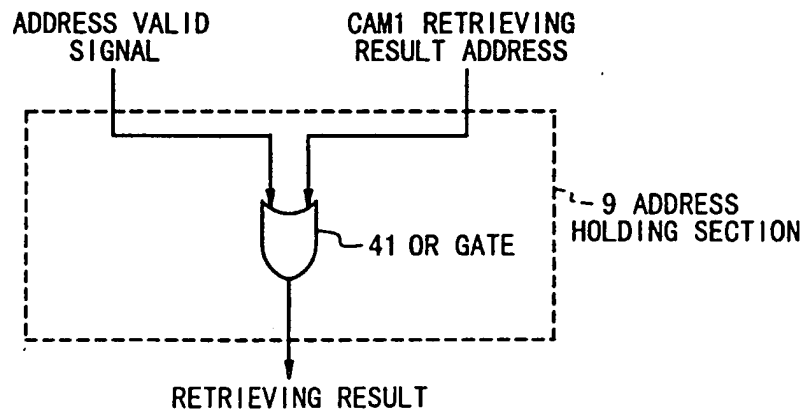 ADDRESS VALID
SIGNAL
CAM1 RETRIEVING
RESULT ADDRESS
9 ADDRESS
HOLDING SECTION
41 OR GATE
RETRIEVING RESULT